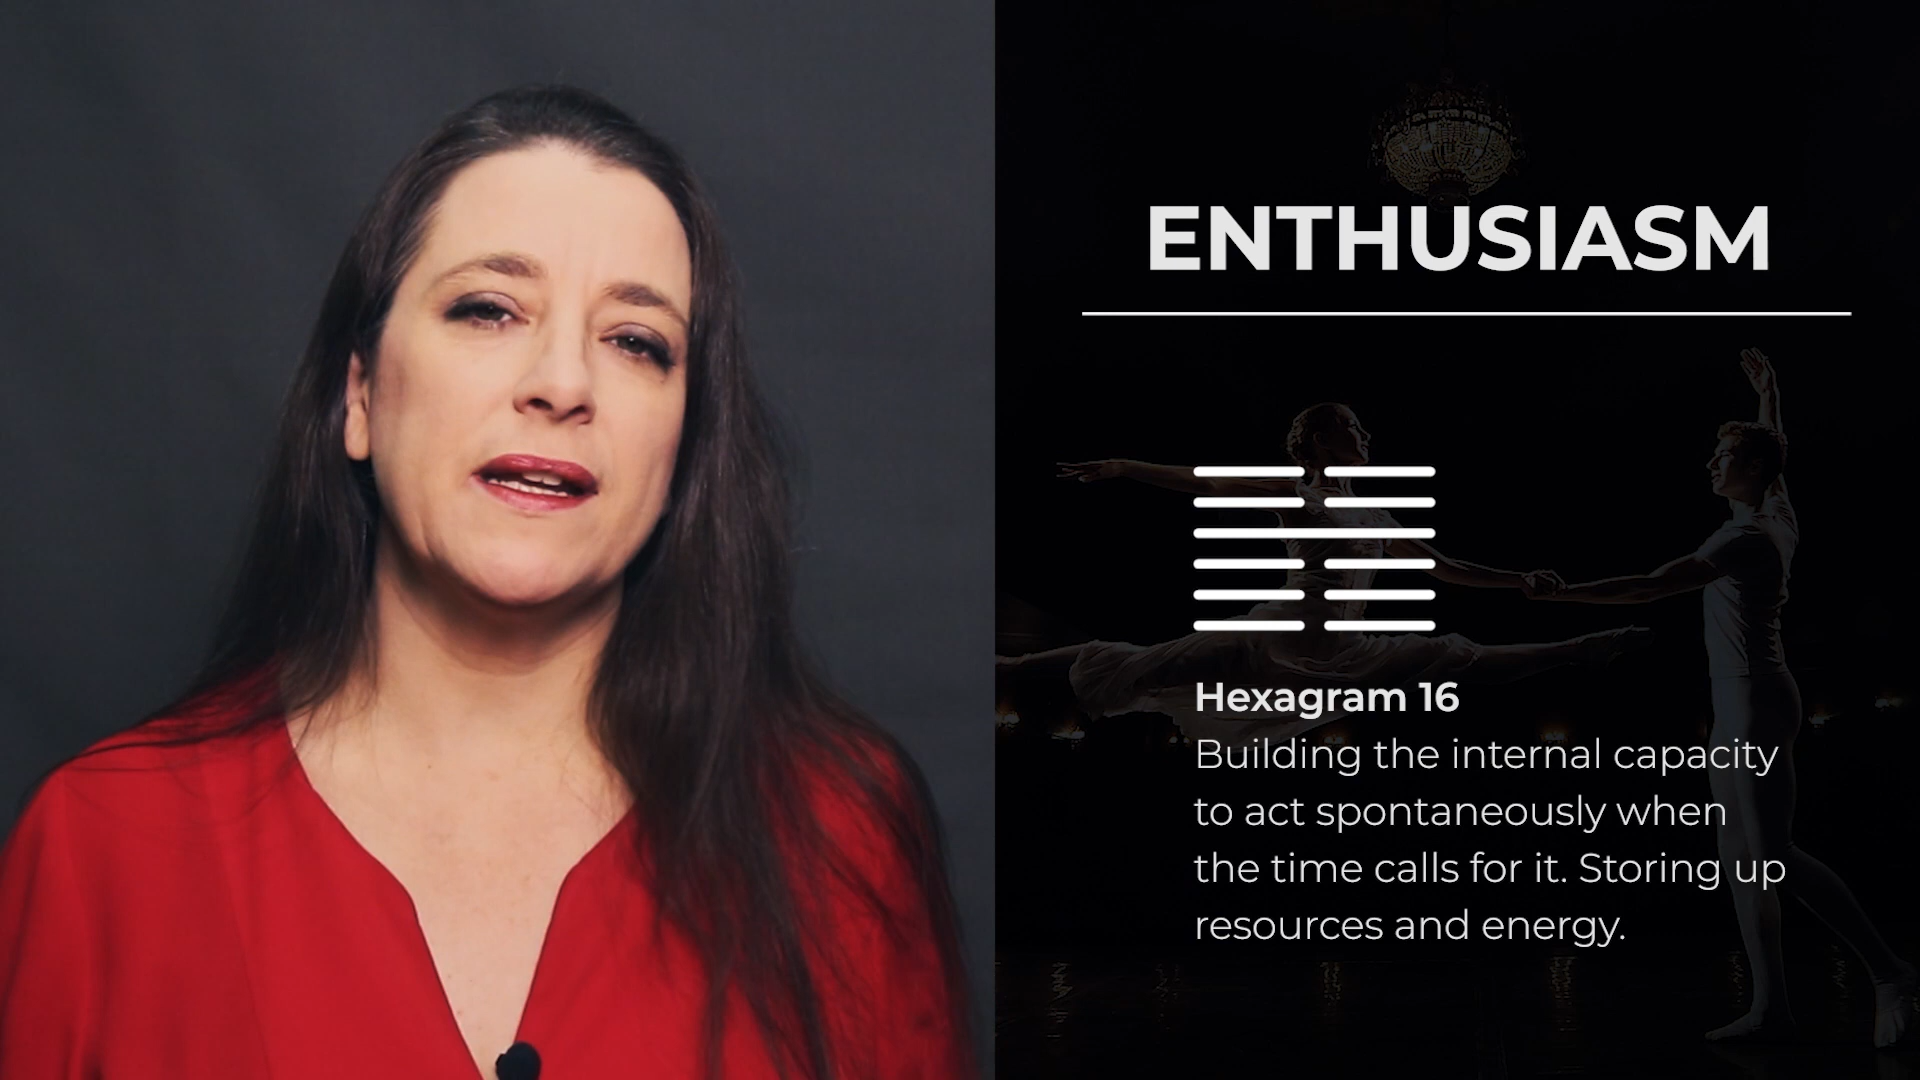 ENTHUSIASM
Hexagram 16
Building the internal capacity
to act spontaneously when
the time calls for it. Storing up
resources and energy.